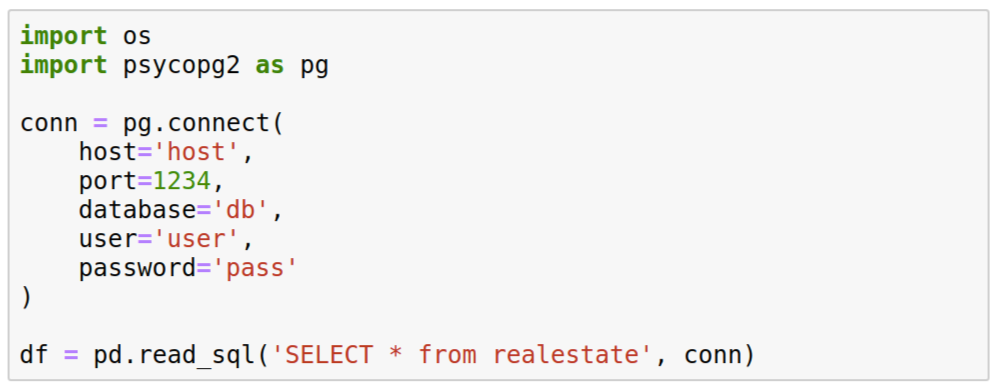 import os
import psycopg2 as pg
conn = pg.connect(
    host='host',
    port=1234,
    database='db',
    user='user',
    password='pass'
)
df = pd.read_sql('SELECT * from realestate', conn)